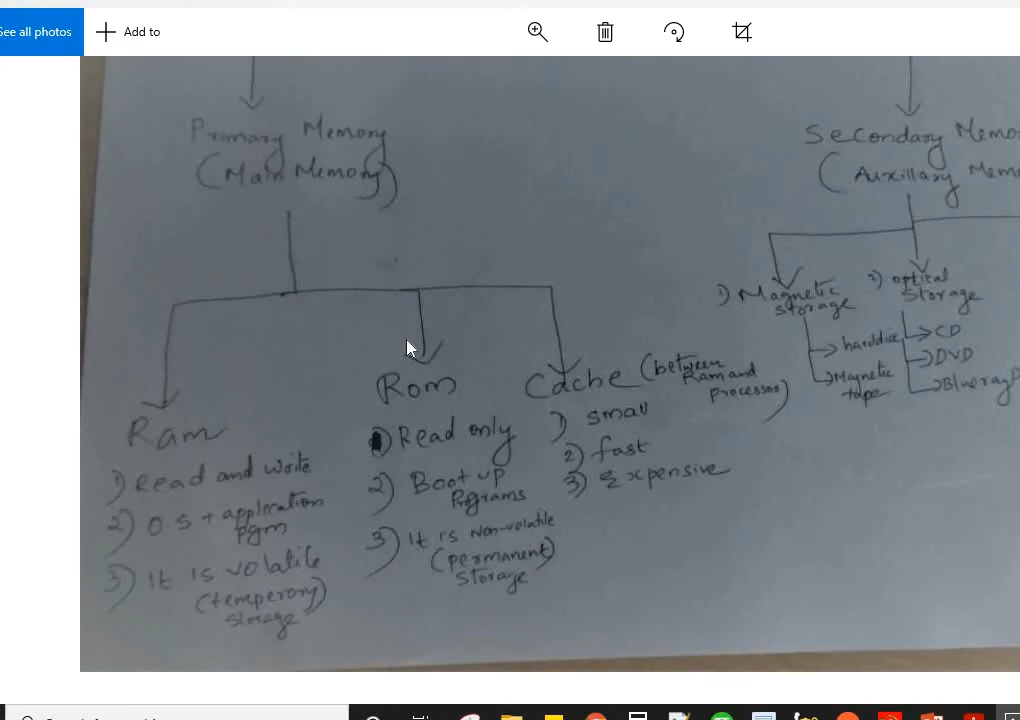 See all photos
Add to
Primary Memory
(Main Memory)
Ram
1) Read and write
2) O.S + application
pgm
3) It is volatile
(temperory)
storage
Rom
1) Read only
2) Boot up
Programs
3) It is Non-volatile
(permanent)
storage
Cache (between
Ram and
processor)
1) small
2) fast
3) Expensive
Secondary
(Auxillary
1) Magnetic
storage
harddisc
Magnetic
tape
2) optical
storage
CD
DVD
Blueray